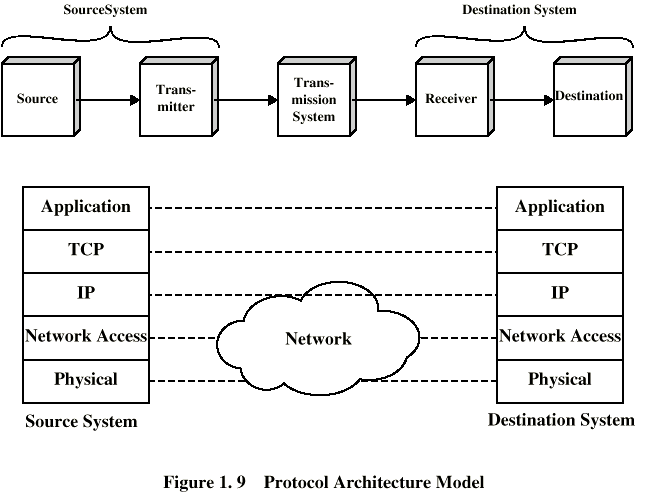 SourceSystem
Destination System
Source
Trans-
mitter
Trans-
mission
System
Receiver
Destination
Application
Application
TCP
TCP
IP
IP
Network Access
Network
Network Access
Physical
Physical
Source System
Destination System
Figure 1. 9 Protocol Architecture Model